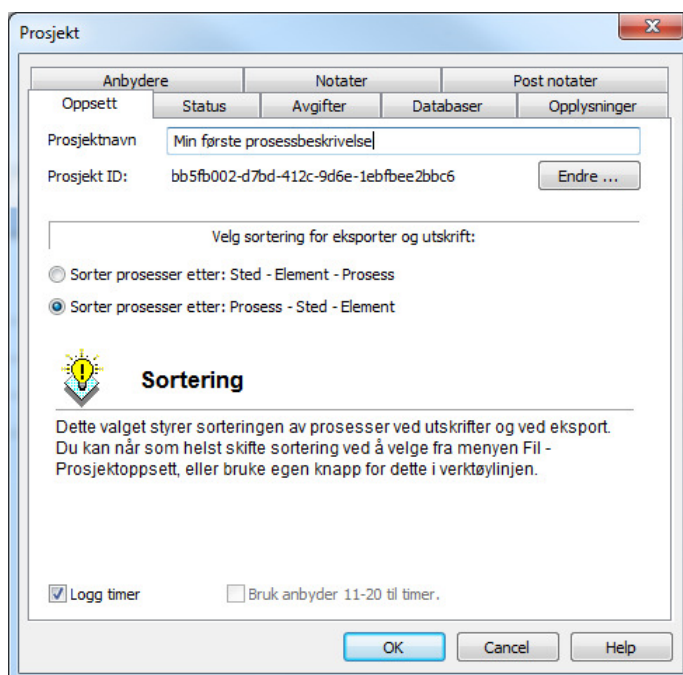 Prosjekt
Anbydere Notater Post notater
Oppsett Status Avgifter Databaser Opplysninger
Prosjektnavn Min første prosessbeskrivelse
Prosjekt ID: bb5fb002-d7bd-412c-9d6e-1ebfbee2bbc6 Endre ...
Velg sortering for eksporter og utskrift:
Sorter prosesser etter: Sted - Element - Prosess
Sorter prosesser etter: Prosess - Sted - Element
Sortering
Dette valget styrer sorteringen av prosesser ved utskrifter og ved eksport.
Du kan når som helst skifte sortering ved å velge fra menyen Fil -
Prosjektoppsett, eller bruke egen knapp for dette i verktøylinjen.
Logg timer Bruk anbyder 11-20 til timer.
OK Cancel Help